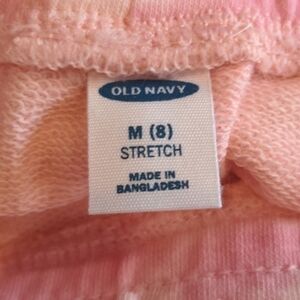 OLD NAVY
M (8)
STRETCH
MADE IN
BANGLADESH